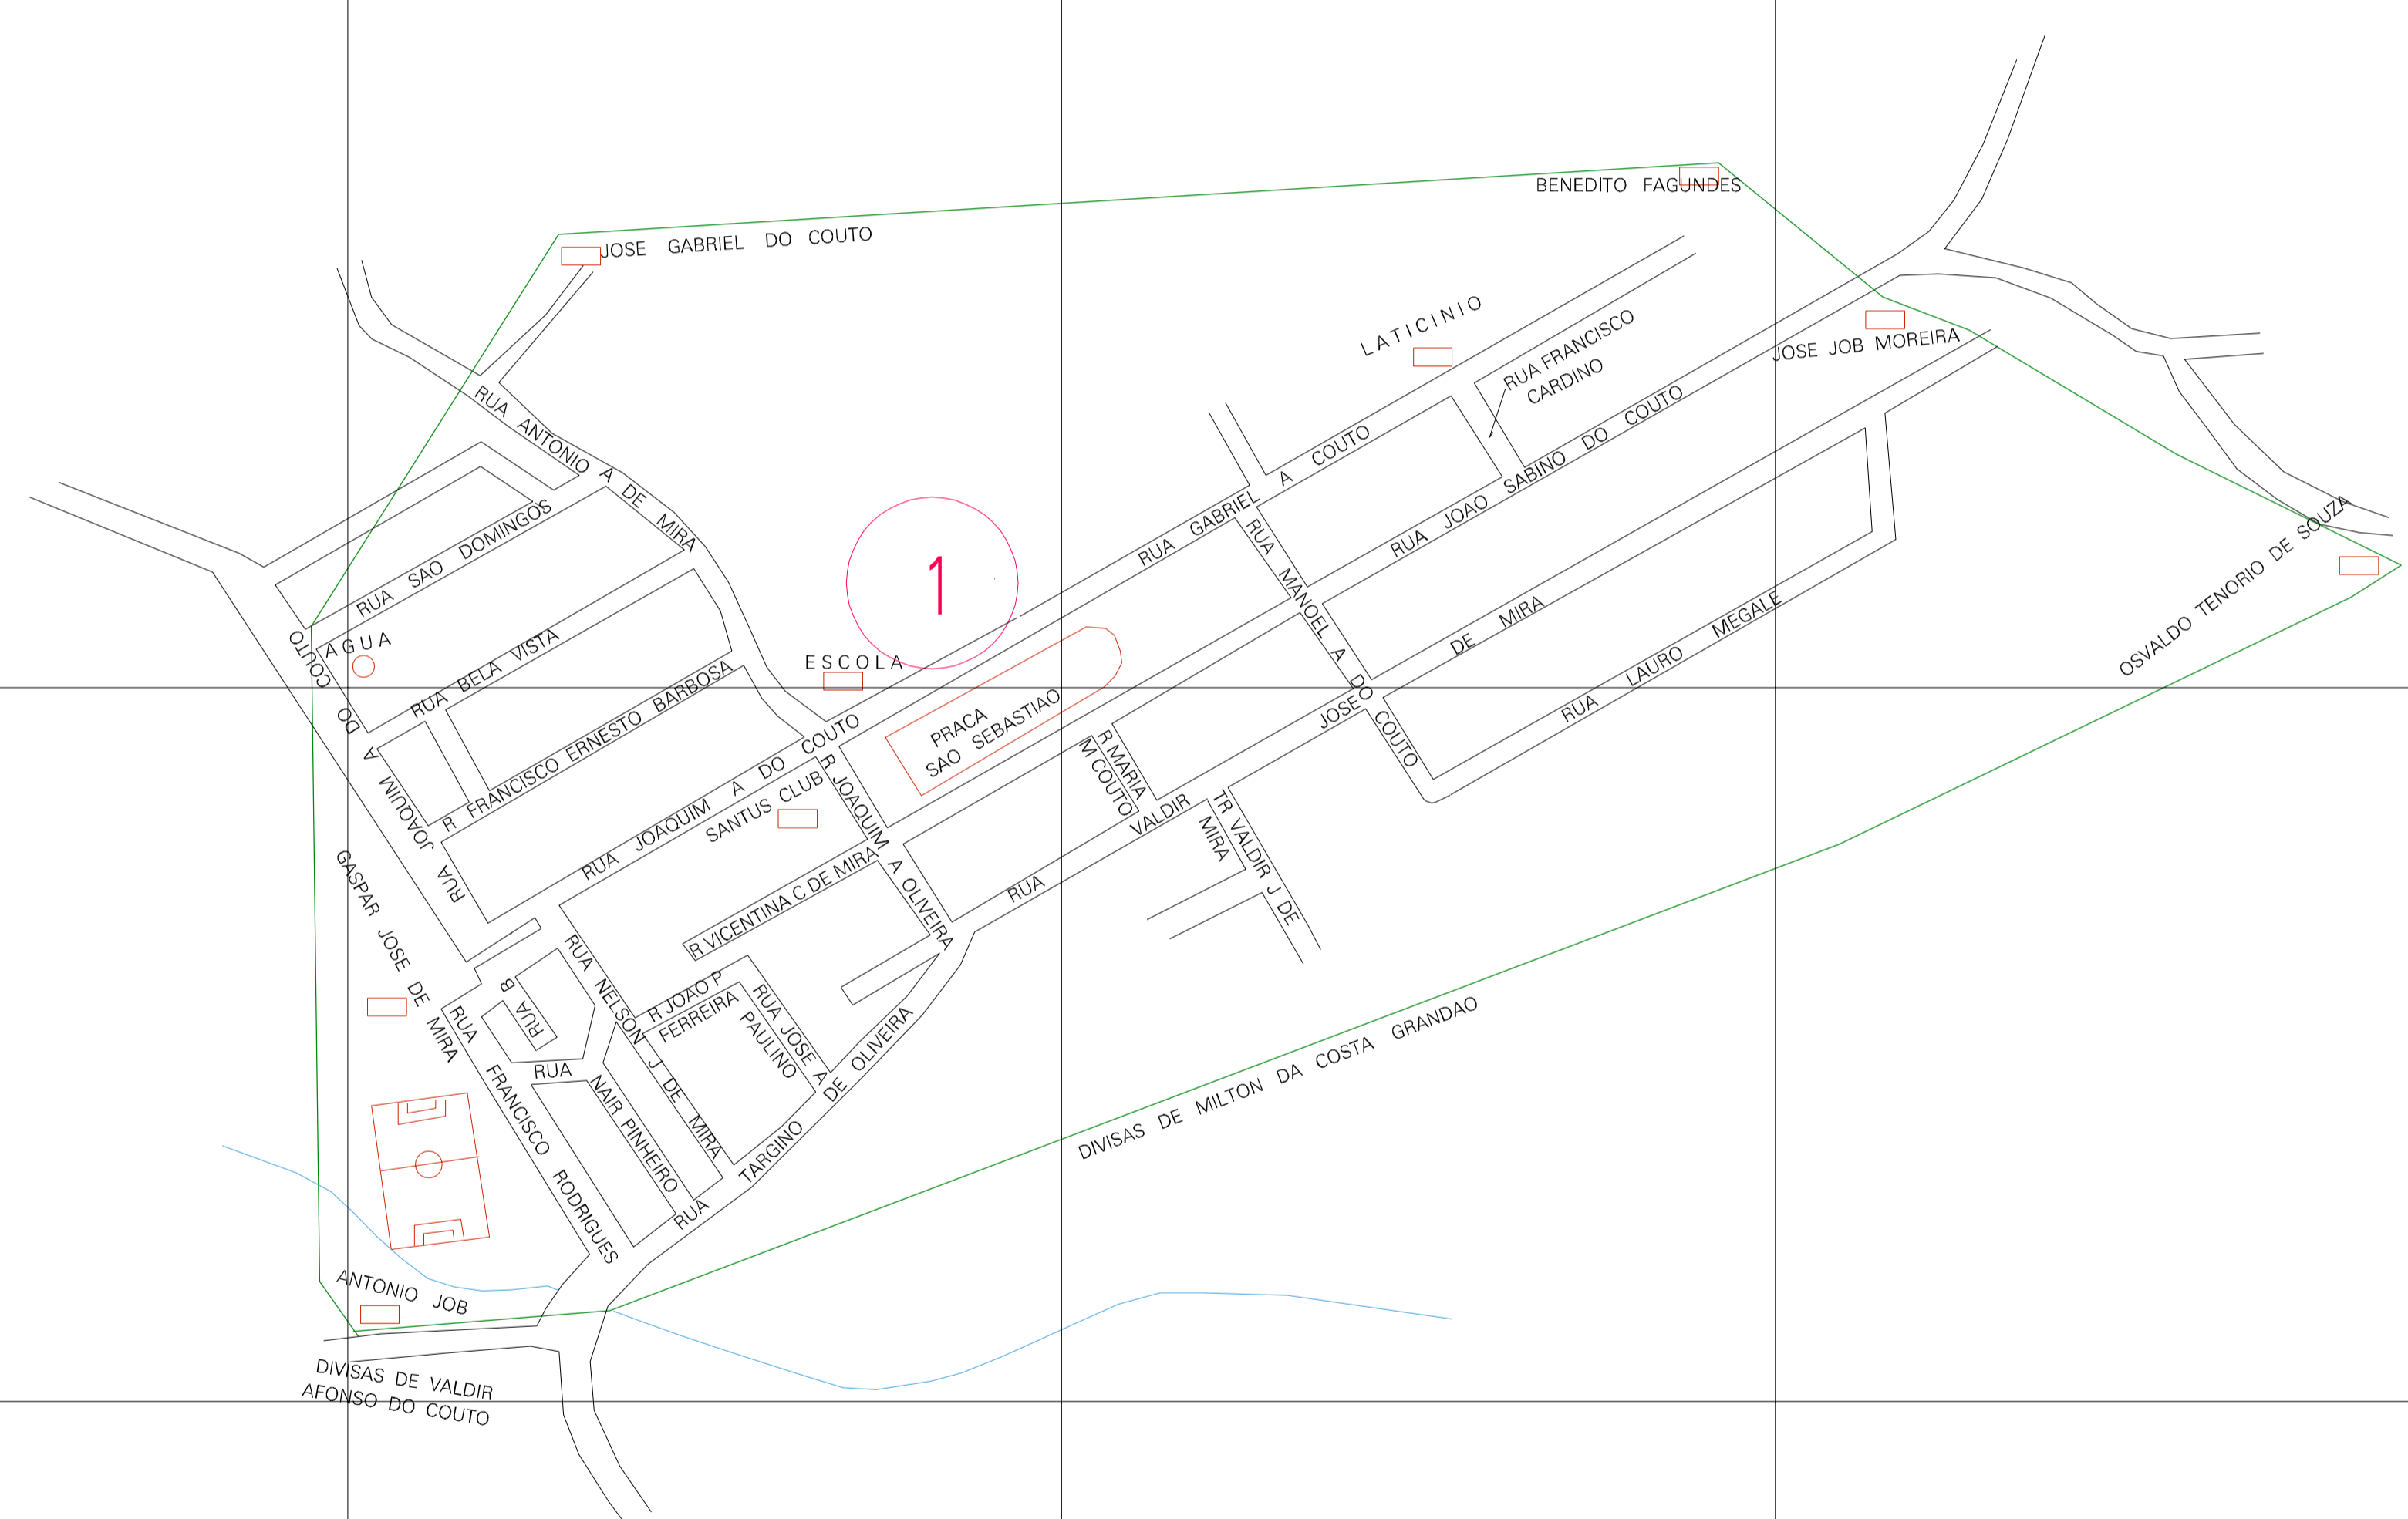 BENEDITO FAGUNDES
JOSE GABRIEL DO COUTO
LATICINIO
RUA FRANCISCO
CARDINO
JOSE JOB MOREIRA
RUA ANTONIO A DE MIRA
RUA GABRIEL A COUTO
RUA JOAO SABINO DO COUTO
RUA SAO DOMINGOS
AGUA
RUA BELA VISTA
1
ESCOLA
RUA MANOEL A DO COUTO
OSVALDO TENORIO DE SOUZA
R FRANCISCO ERNESTO BARBOSA
RUA JOAQUIM A DO COUTO
RUA JOAQUIM A DO COUTO
PRACA
SAO SEBASTIAO
SANTUS CLUB
R JOAQUIM A OLIVEIRA
R MARIA
M COUTO
RUA VALDIR JOSE DE MIRA
RUA LAURO MEGALE
TR VALDIR J DE
MIRA
R VICENTINA C DE MIRA
GASPAR JOSE DE MIRA
RUA B
RUA NELSON J DE MIRA
R JOAO P
FERREIRA
RUA JOSE A
PAULINO
RUA FRANCISCO RODRIGUES
RUA NAIR PINHEIRO
RUA TARGINO DE OLIVEIRA
DIVISAS DE MILTON DA COSTA GRANDAO
ANTONIO JOB
DIVISAS DE VALDIR
AFONSO DO COUTO